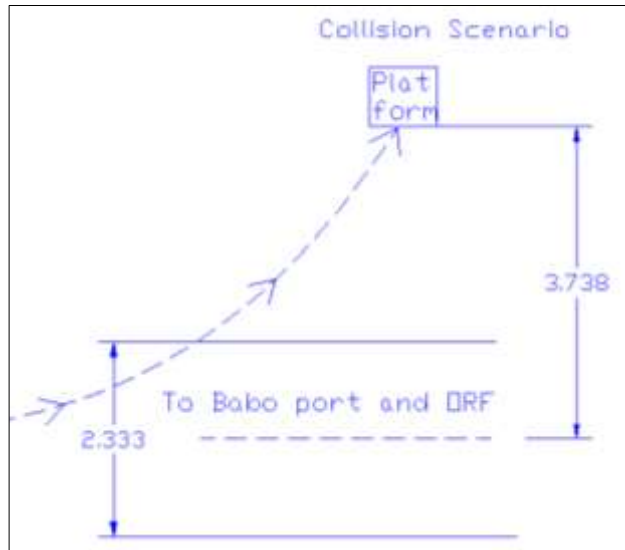 Collision Scenario
Plat
form
3.738
To Babo port and ORF
2.333